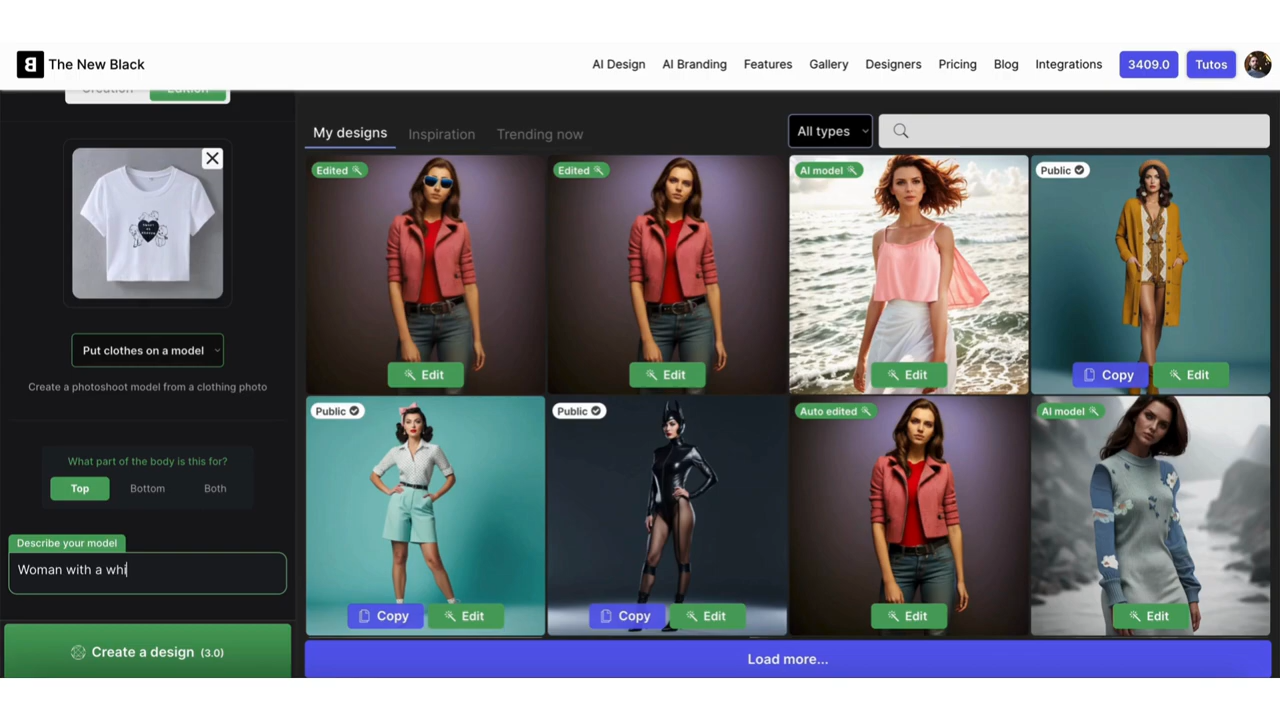 The New Black
AI Design AI Branding Features Gallery Designers Pricing Blog Integrations 3409.0 Tutos
Creation Edition
Put clothes on a model
Create a photoshoot model from a clothing photo
What part of the body is this for?
Top Bottom Both
Describe your model
Woman with a whi
Create a design (3.0)
My designs Inspiration Trending now All types
Edited Edited AI model Public
Edit Edit Edit Copy Edit
Public Public Auto edited AI model
Copy Edit Copy Edit Edit Edit
Load more...